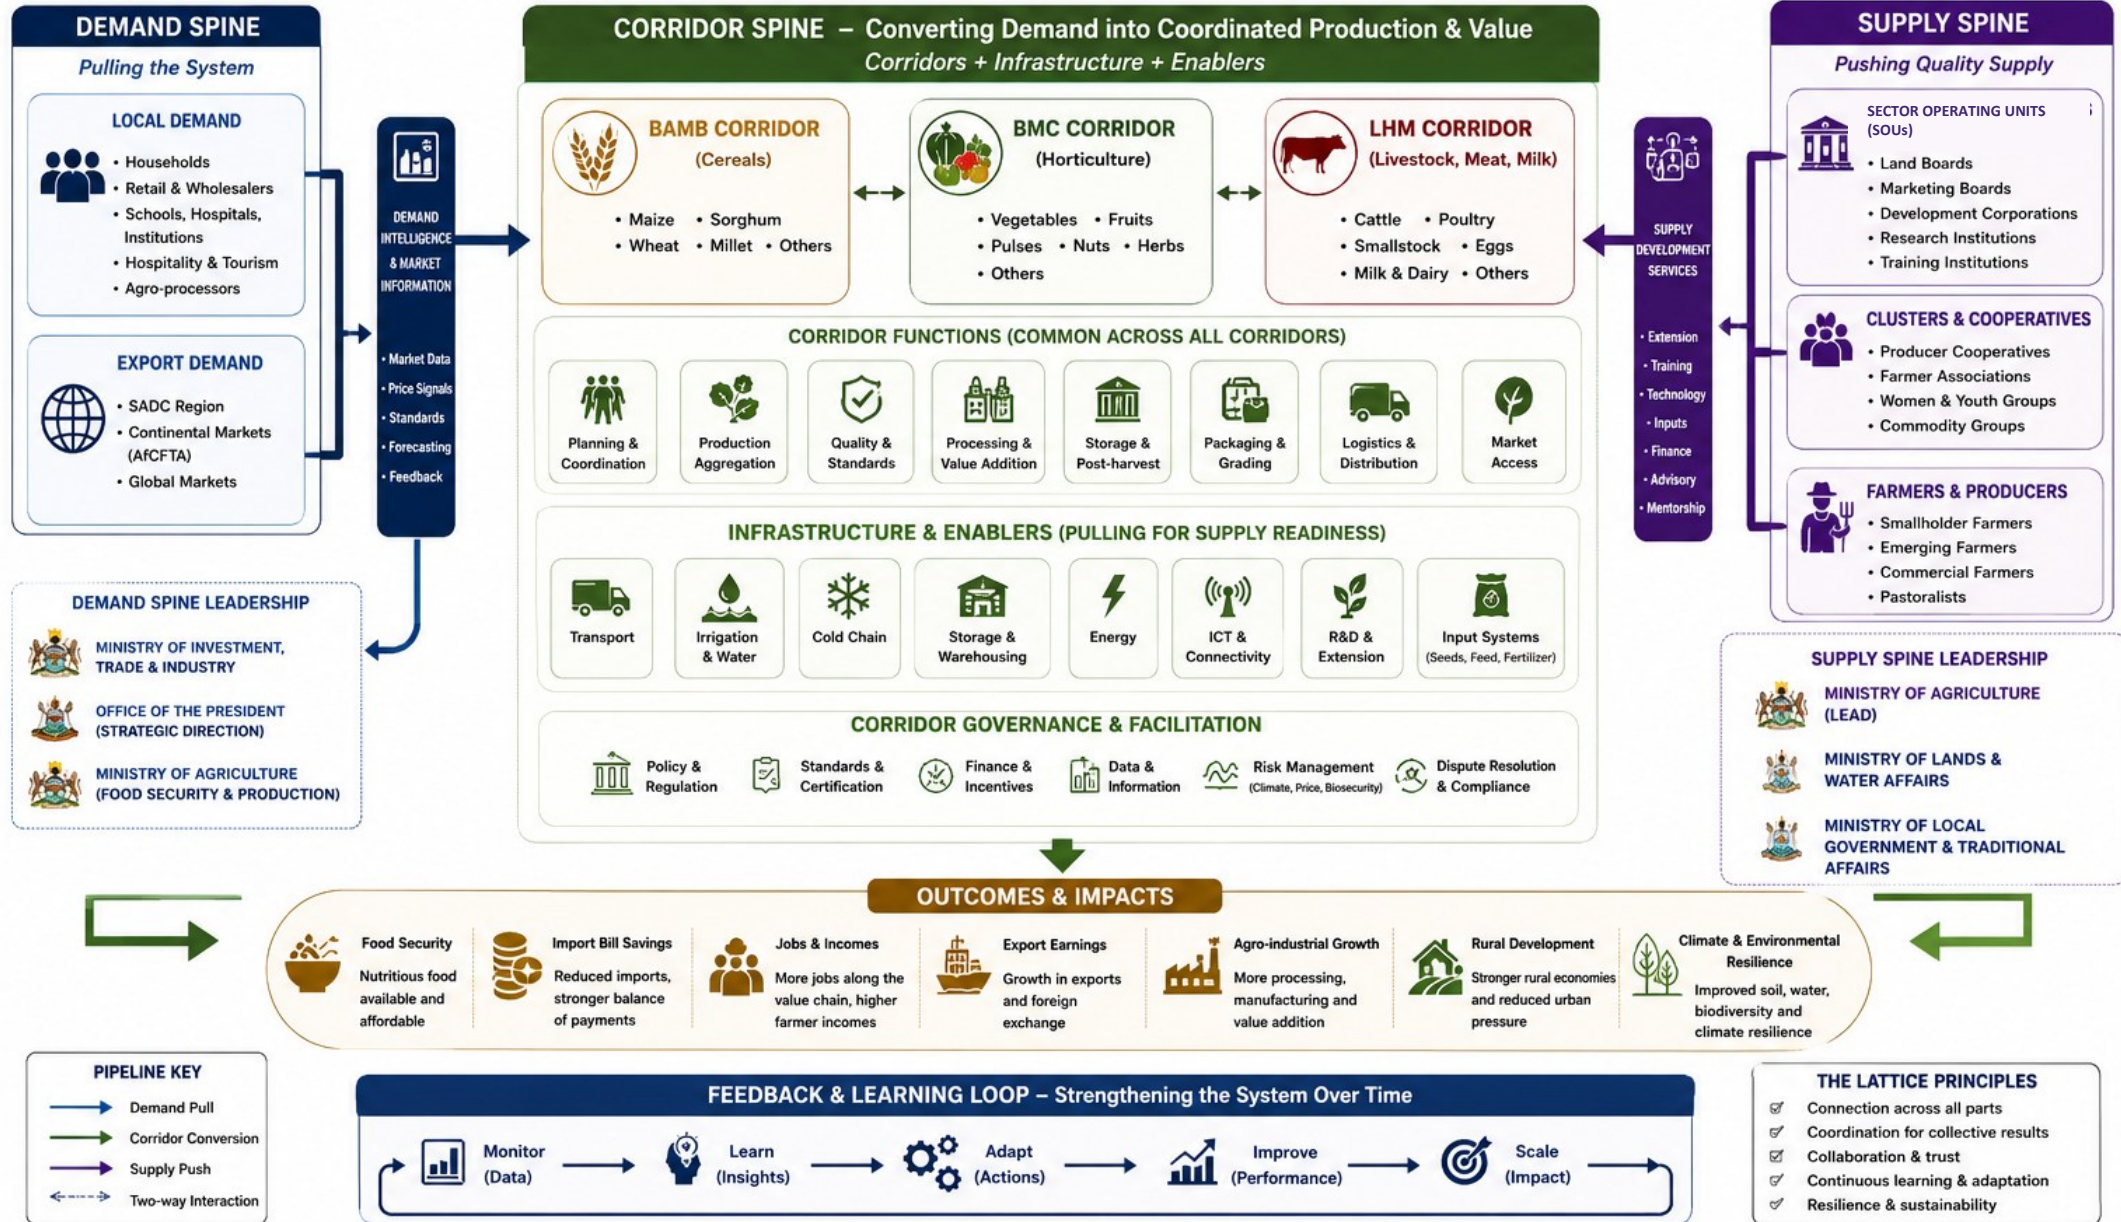 DEMAND SPINE
Pulling the System
LOCAL DEMAND
• Households
• Retail & Wholesalers
• Schools, Hospitals,
Institutions
• Hospitality & Tourism
• Agro-processors
EXPORT DEMAND
• SADC Region
• Continental Markets
(AfCFTA)
• Global Markets
DEMAND
INTELLIGENCE
& MARKET
INFORMATION
• Market Data
• Price Signals
• Standards
• Forecasting
• Feedback
DEMAND SPINE LEADERSHIP
MINISTRY OF INVESTMENT,
TRADE & INDUSTRY
OFFICE OF THE PRESIDENT
(STRATEGIC DIRECTION)
MINISTRY OF AGRICULTURE
(FOOD SECURITY & PRODUCTION)
CORRIDOR SPINE – Converting Demand into Coordinated Production & Value
Corridors + Infrastructure + Enablers
BAMB CORRIDOR
(Cereals)
• Maize • Sorghum
• Wheat • Millet • Others
BMC CORRIDOR
(Horticulture)
• Vegetables • Fruits
• Pulses • Nuts • Herbs
• Others
LHM CORRIDOR
(Livestock, Meat, Milk)
• Cattle • Poultry
• Smallstock • Eggs
• Milk & Dairy • Others
CORRIDOR FUNCTIONS (COMMON ACROSS ALL CORRIDORS)
Planning &
Coordination
Production
Aggregation
Quality &
Standards
Processing &
Value Addition
Storage &
Post-harvest
Packaging &
Grading
Logistics &
Distribution
Market
Access
INFRASTRUCTURE & ENABLERS (PULLING FOR SUPPLY READINESS)
Transport
Irrigation
& Water
Cold Chain
Storage &
Warehousing
Energy
ICT &
Connectivity
R&D &
Extension
Input Systems
(Seeds, Feed, Fertilizer)
CORRIDOR GOVERNANCE & FACILITATION
Policy &
Regulation
Standards &
Certification
Finance &
Incentives
Data &
Information
Risk Management
(Climate, Price, Biosecurity)
Dispute Resolution
& Compliance
SUPPLY
DEVELOPMENT
SERVICES
• Extension
• Training
• Technology
• Inputs
• Finance
• Advisory
• Mentorship
SUPPLY SPINE
Pushing Quality Supply
SECTOR OPERATING UNITS
(SOUs)
• Land Boards
• Marketing Boards
• Development Corporations
• Research Institutions
• Training Institutions
CLUSTERS & COOPERATIVES
• Producer Cooperatives
• Farmer Associations
• Women & Youth Groups
• Commodity Groups
FARMERS & PRODUCERS
• Smallholder Farmers
• Emerging Farmers
• Commercial Farmers
• Pastoralists
SUPPLY SPINE LEADERSHIP
MINISTRY OF AGRICULTURE
(LEAD)
MINISTRY OF LANDS &
WATER AFFAIRS
MINISTRY OF LOCAL
GOVERNMENT & TRADITIONAL
AFFAIRS
OUTCOMES & IMPACTS
Food Security
Nutritious food
available and
affordable
Import Bill Savings
Reduced imports,
stronger balance
of payments
Jobs & Incomes
More jobs along the
value chain, higher
farmer incomes
Export Earnings
Growth in exports
and foreign
exchange
Agro-industrial Growth
More processing,
manufacturing and
value addition
Rural Development
Stronger rural economies
and reduced urban
pressure
Climate & Environmental
Resilience
Improved soil, water,
biodiversity and
climate resilience
PIPELINE KEY
Demand Pull
Corridor Conversion
Supply Push
Two-way Interaction
FEEDBACK & LEARNING LOOP – Strengthening the System Over Time
Monitor
(Data)
Learn
(Insights)
Adapt
(Actions)
Improve
(Performance)
Scale
(Impact)
THE LATTICE PRINCIPLES
Connection across all parts
Coordination for collective results
Collaboration & trust
Continuous learning & adaptation
Resilience & sustainability